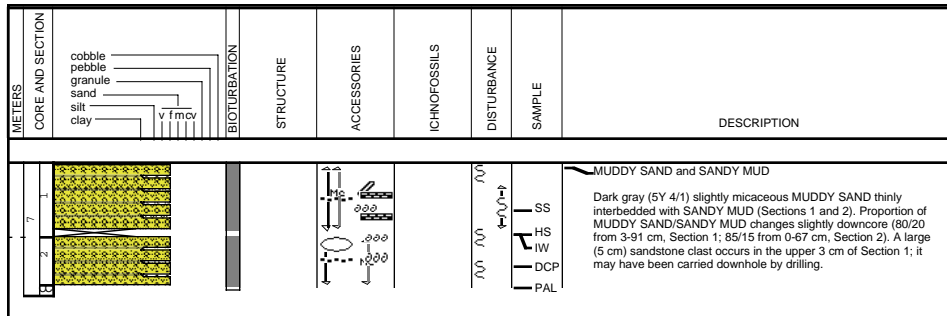 METERS
CORE AND SECTION
cobble
pebble
granule
sand
silt
v f m c v
clay
BIOTURBATION
STRUCTURE
ACCESSORIES
ICHNOFOSSILS
DISTURBANCE
SAMPLE
DESCRIPTION
7
1
2
Mc
SS
HS
IW
DCP
PAL
MUDDY SAND and SANDY MUD
Dark gray (5Y 4/1) slightly micaceous MUDDY SAND thinly
interbedded with SANDY MUD (Sections 1 and 2). Proportion of
MUDDY SAND/SANDY MUD changes slightly downcore (80/20
from 3-91 cm, Section 1; 85/15 from 0-67 cm, Section 2). A large
(5 cm) sandstone clast occurs in the upper 3 cm of Section 1; it
may have been carried downhole by drilling.